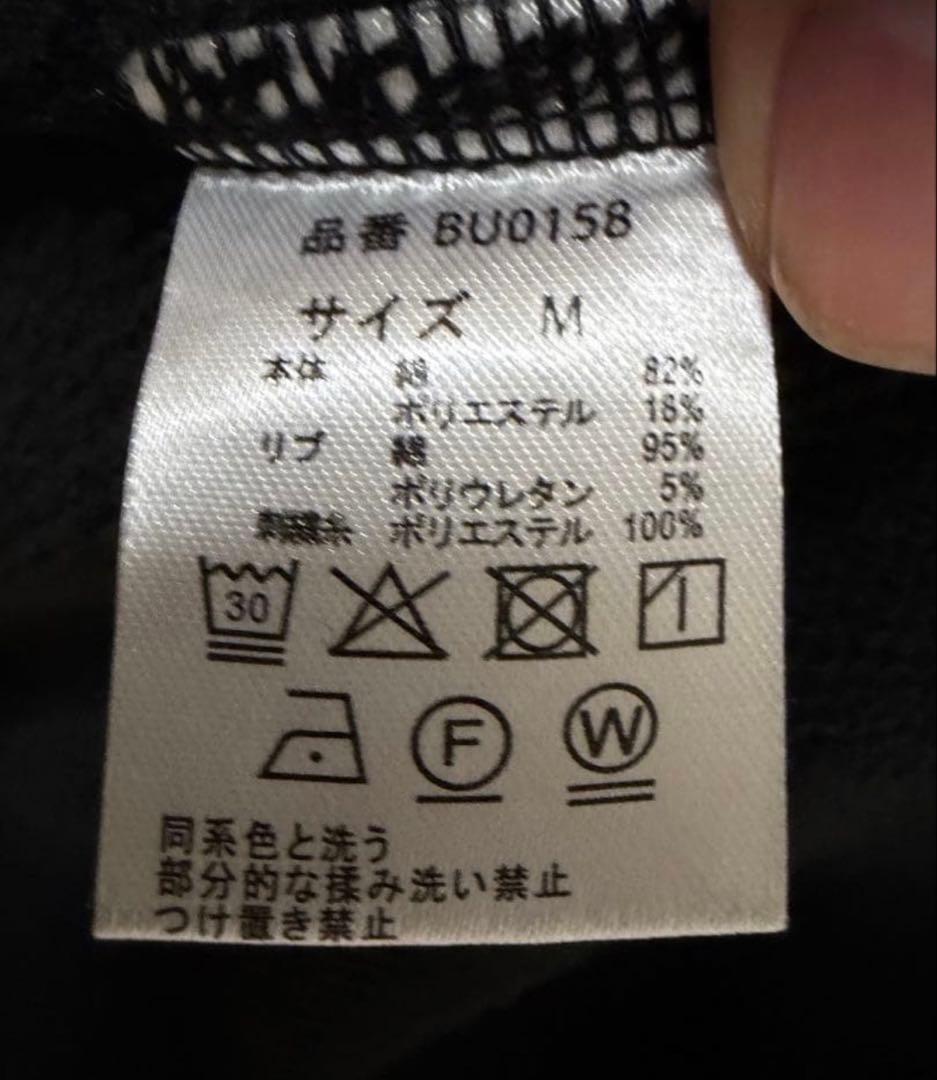 品番 BU0158
サイズ M
本体 綿 82%
ポリエステル 18%
リブ 綿 95%
ポリウレタン 5%
刺繍糸 ポリエステル 100%
30
F W
同系色と洗う
部分的な揉み洗い禁止
つけ置き禁止